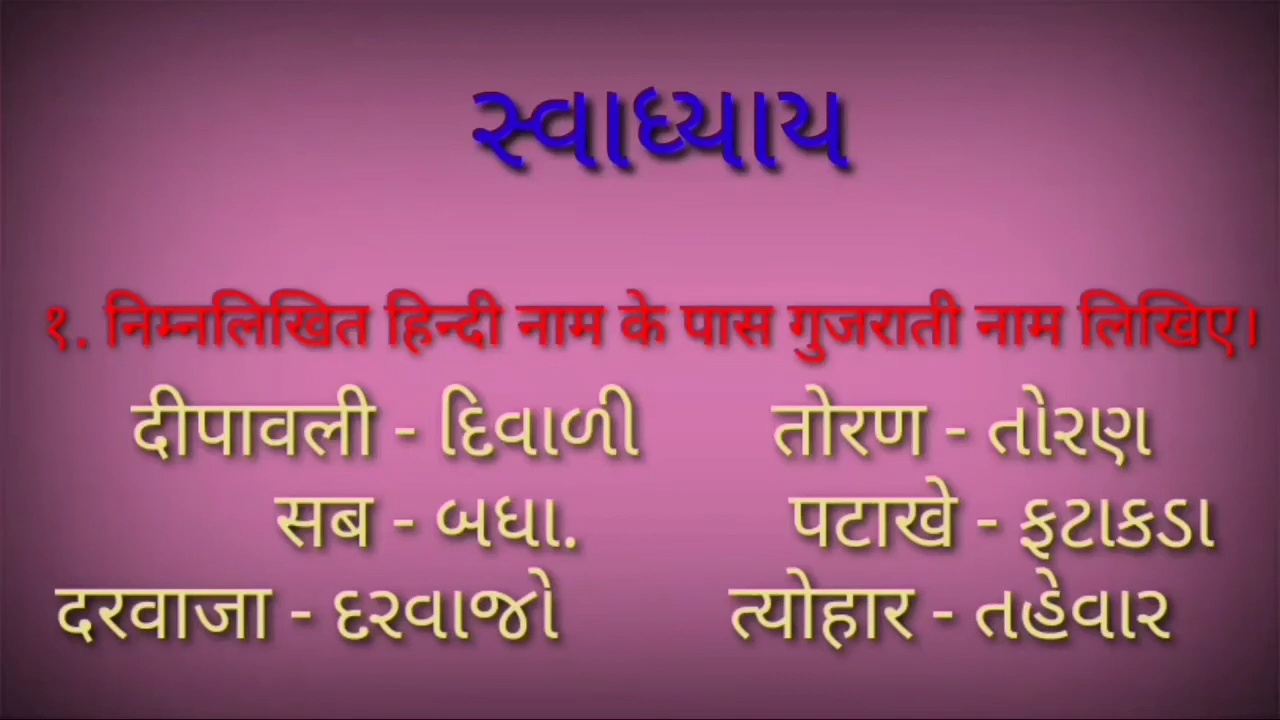 સ્વાધ્યાય
१. निम्नलिखित हिन्दी नाम के पास गुजराती नाम लिखिए।
दीपावली - દિવાળી तोरण - તોરણ
सब - બધા. पटाखे - ફટાકડા
दरवाजा - દરવાજો त्योहार - તહેવાર